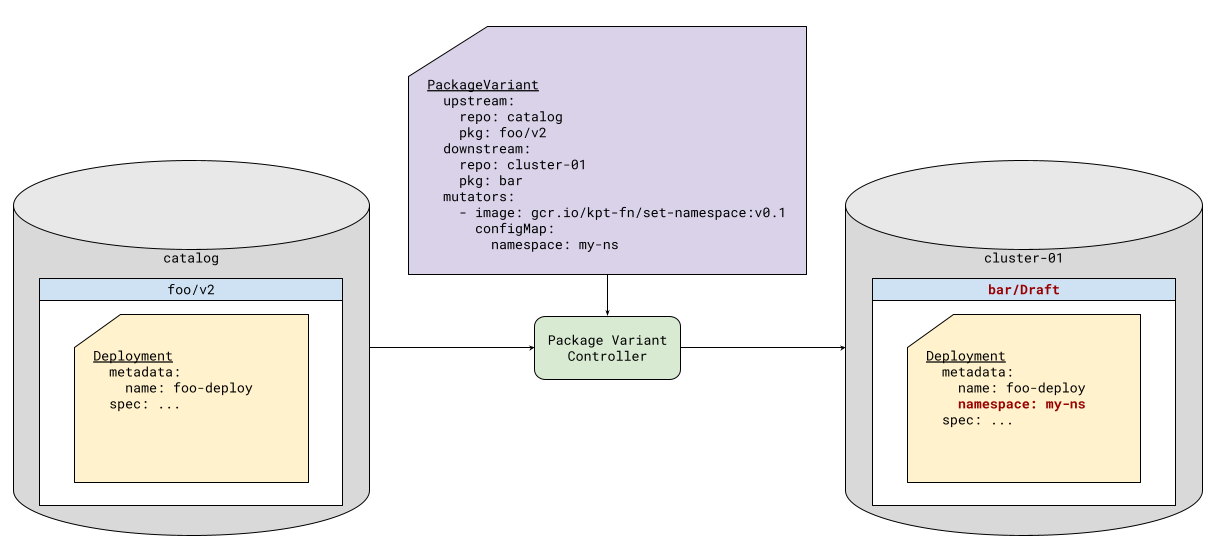 PackageVariant
upstream:
repo: catalog
pkg: foo/v2
downstream:
repo: cluster-01
pkg: bar
mutators:
- image: gcr.io/kpt-fn/set-namespace:v0.1
configMap:
namespace: my-ns
catalog
foo/v2
Deployment
metadata:
name: foo-deploy
spec: ...
Package Variant
Controller
cluster-01
bar/Draft
Deployment
metadata:
name: foo-deploy
namespace: my-ns
spec: ...